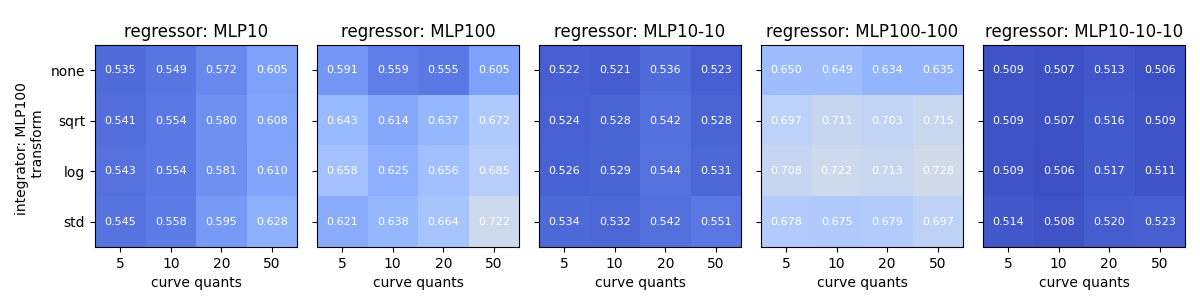 regressor: MLP10 regressor: MLP100 regressor: MLP10-10 regressor: MLP100-100 regressor: MLP10-10-10
integrator: MLP100
transform
none 0.535 0.549 0.572 0.605 0.591 0.559 0.555 0.605 0.522 0.521 0.536 0.523 0.650 0.649 0.634 0.635 0.509 0.507 0.513 0.506
sqrt 0.541 0.554 0.580 0.608 0.643 0.614 0.637 0.672 0.524 0.528 0.542 0.528 0.697 0.711 0.703 0.715 0.509 0.507 0.516 0.509
log 0.543 0.554 0.581 0.610 0.658 0.625 0.656 0.685 0.526 0.529 0.544 0.531 0.708 0.722 0.713 0.728 0.509 0.506 0.517 0.511
std 0.545 0.558 0.595 0.628 0.621 0.638 0.664 0.722 0.534 0.532 0.542 0.551 0.678 0.675 0.679 0.697 0.514 0.508 0.520 0.523
5 10 20 50 5 10 20 50 5 10 20 50 5 10 20 50 5 10 20 50
curve quants curve quants curve quants curve quants curve quants